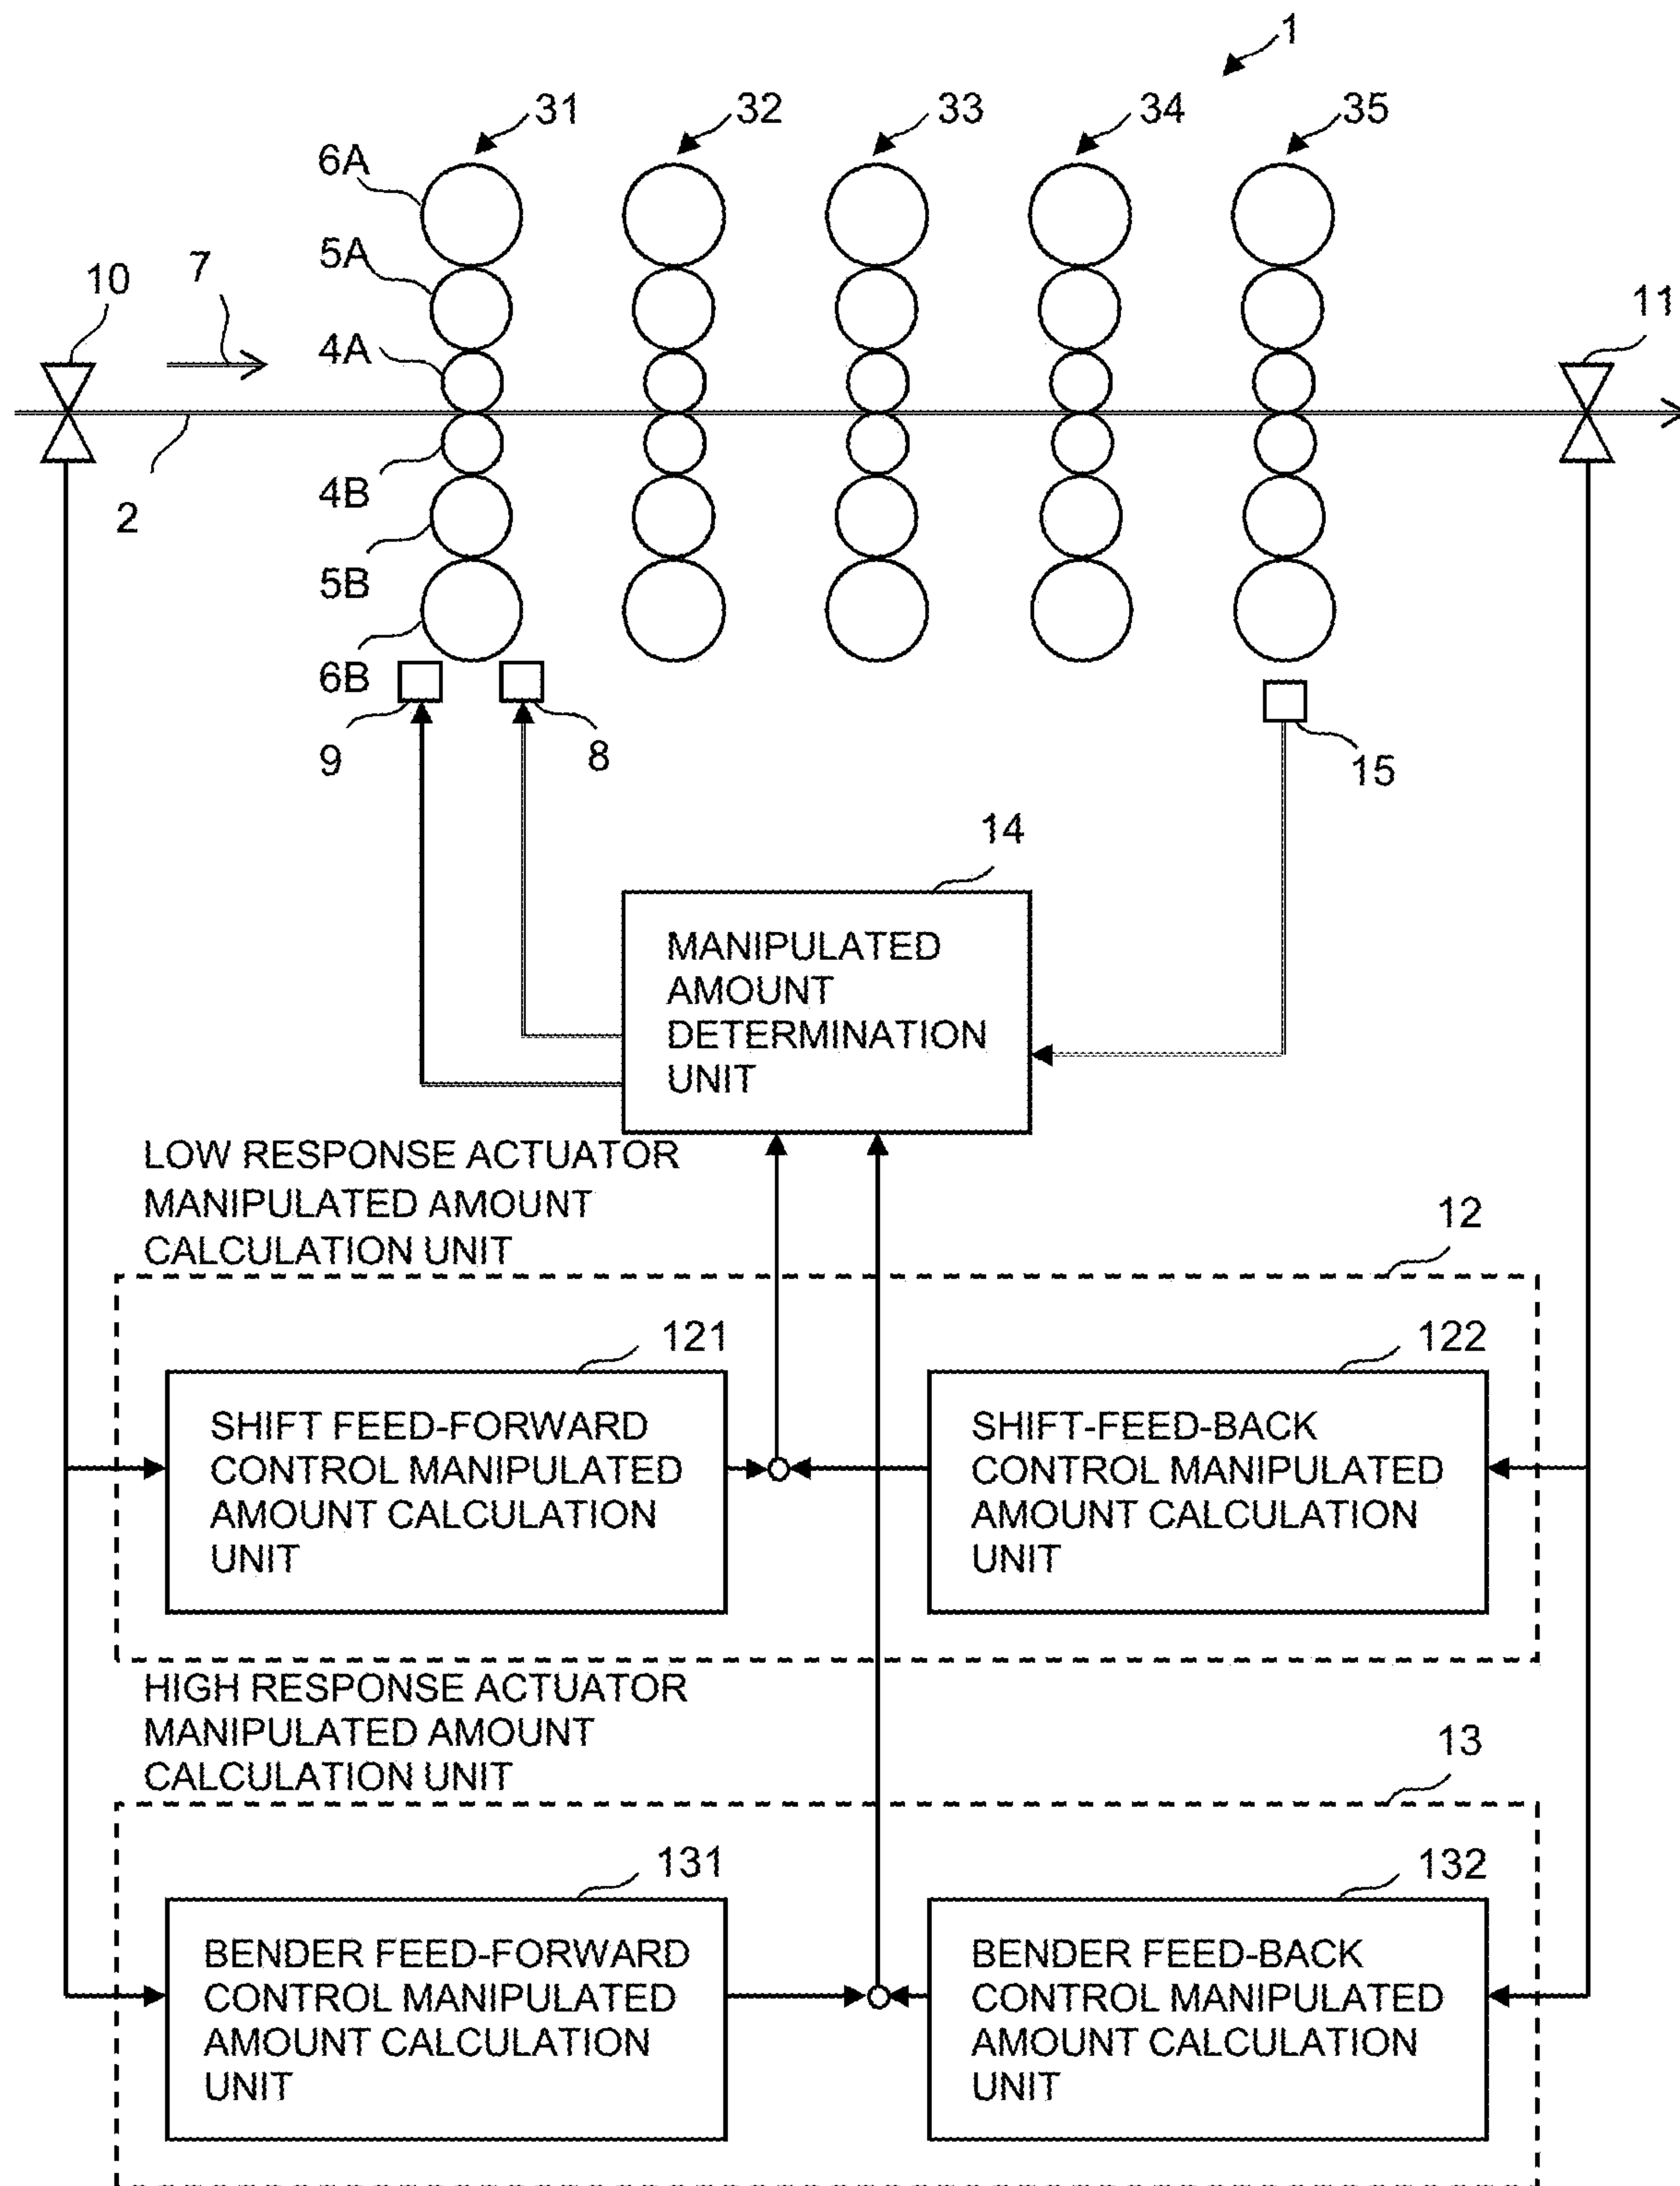 1
31
32
33
34
35
6A
5A
10
7
11
4A
4B
2
5B
6B
9
8
15
14
MANIPULATED
AMOUNT
DETERMINATION
UNIT
LOW RESPONSE ACTUATOR
MANIPULATED AMOUNT
CALCULATION UNIT
12
121
122
SHIFT FEED-FORWARD
CONTROL MANIPULATED
AMOUNT CALCULATION
UNIT
SHIFT-FEED-BACK
CONTROL MANIPULATED
AMOUNT CALCULATION
UNIT
HIGH RESPONSE ACTUATOR
MANIPULATED AMOUNT
CALCULATION UNIT
13
131
132
BENDER FEED-FORWARD
CONTROL MANIPULATED
AMOUNT CALCULATION
UNIT
BENDER FEED-BACK
CONTROL MANIPULATED
AMOUNT CALCULATION
UNIT